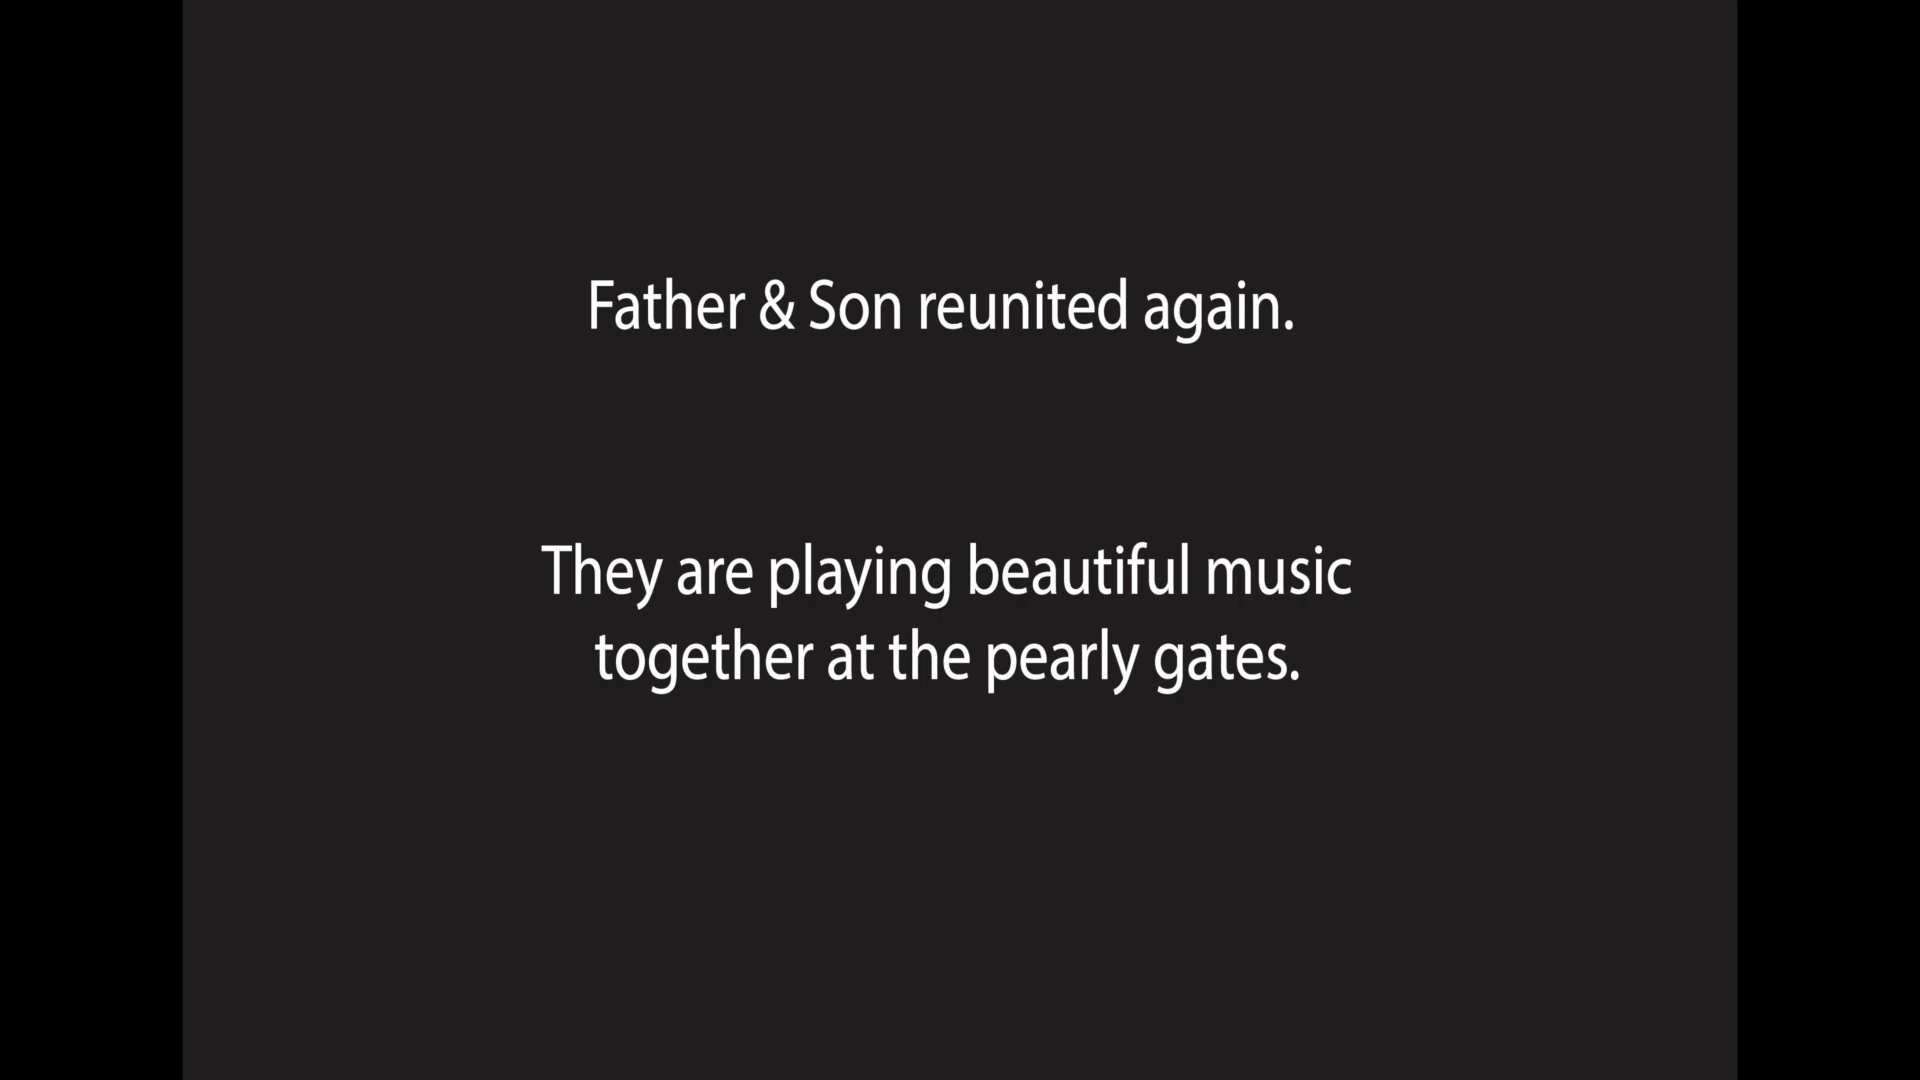 Father & Son reunited again.
They are playing beautiful music
together at the pearly gates.